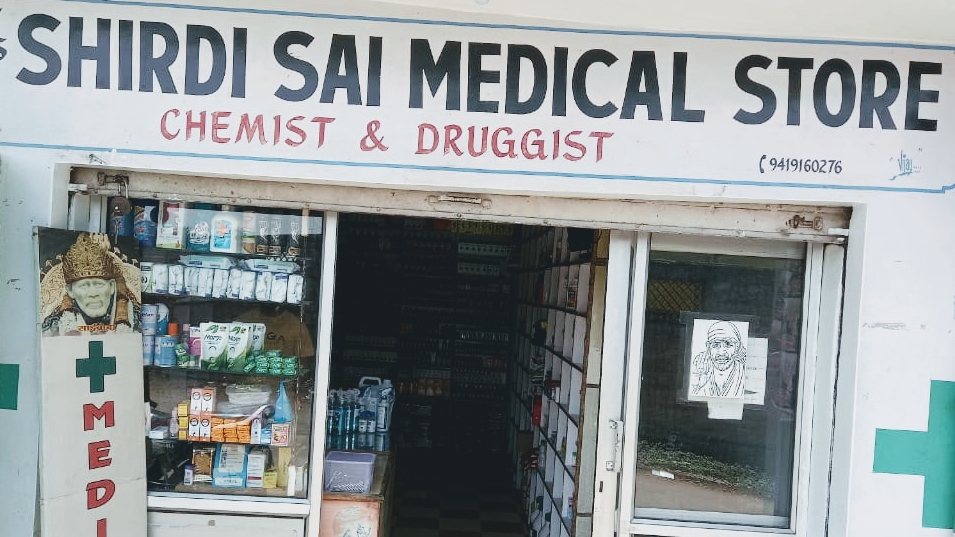 SHIRDI SAI MEDICAL STORE
CHEMIST & DRUGGIST
9419160276
MEDI